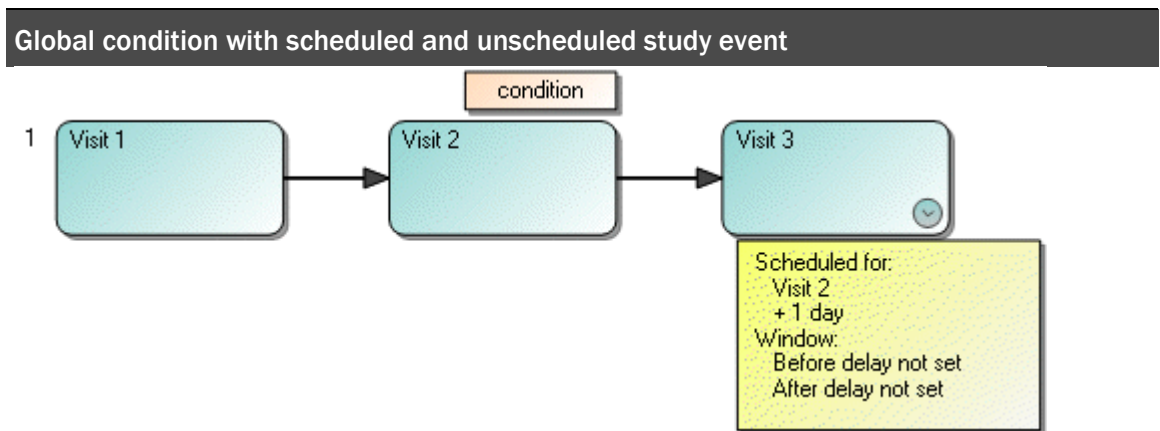 Global condition with scheduled and unscheduled study event
condition
1
Visit 1
Visit 2
Visit 3
Scheduled for:
Visit 2
+ 1 day
Window:
Before delay not set
After delay not set